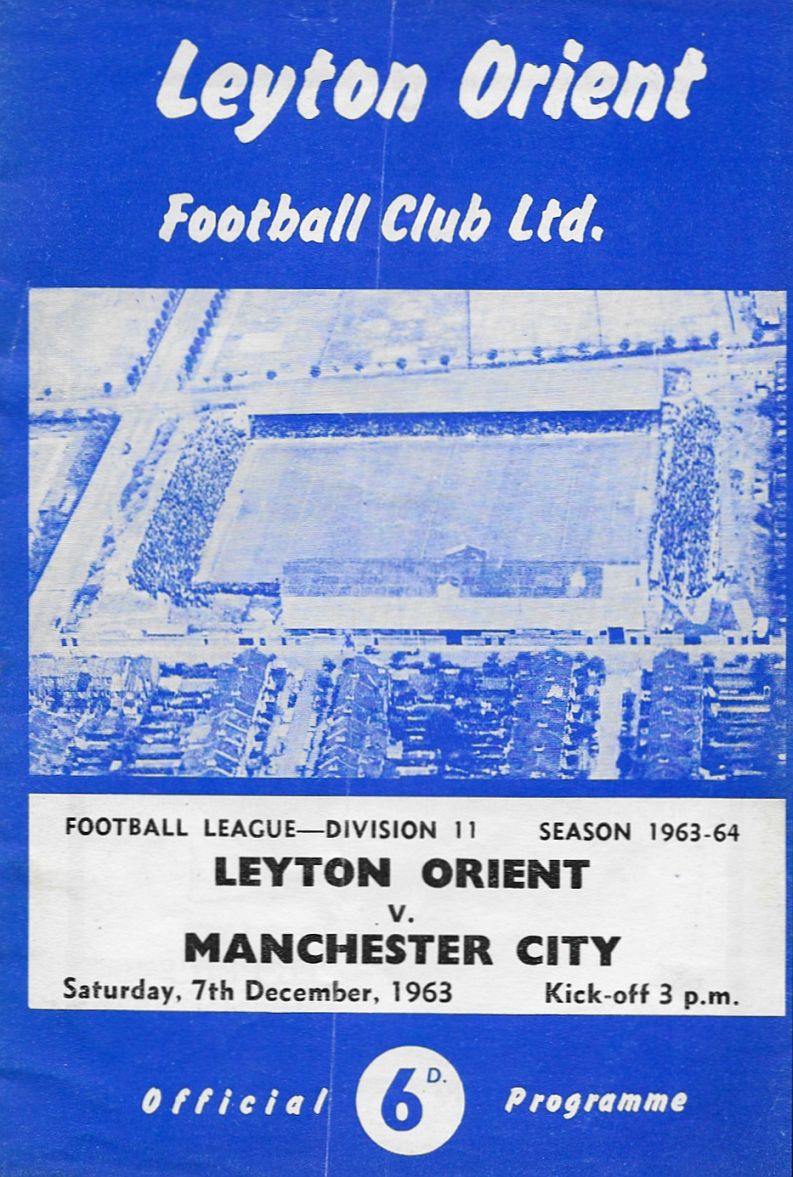 Leyton Orient
Football Club Ltd.
FOOTBALL LEAGUE—DIVISION 11 SEASON 1963-64
LEYTON ORIENT
v.
MANCHESTER CITY
Saturday, 7th December, 1963 Kick-off 3 p.m.
Official 6D. Programme